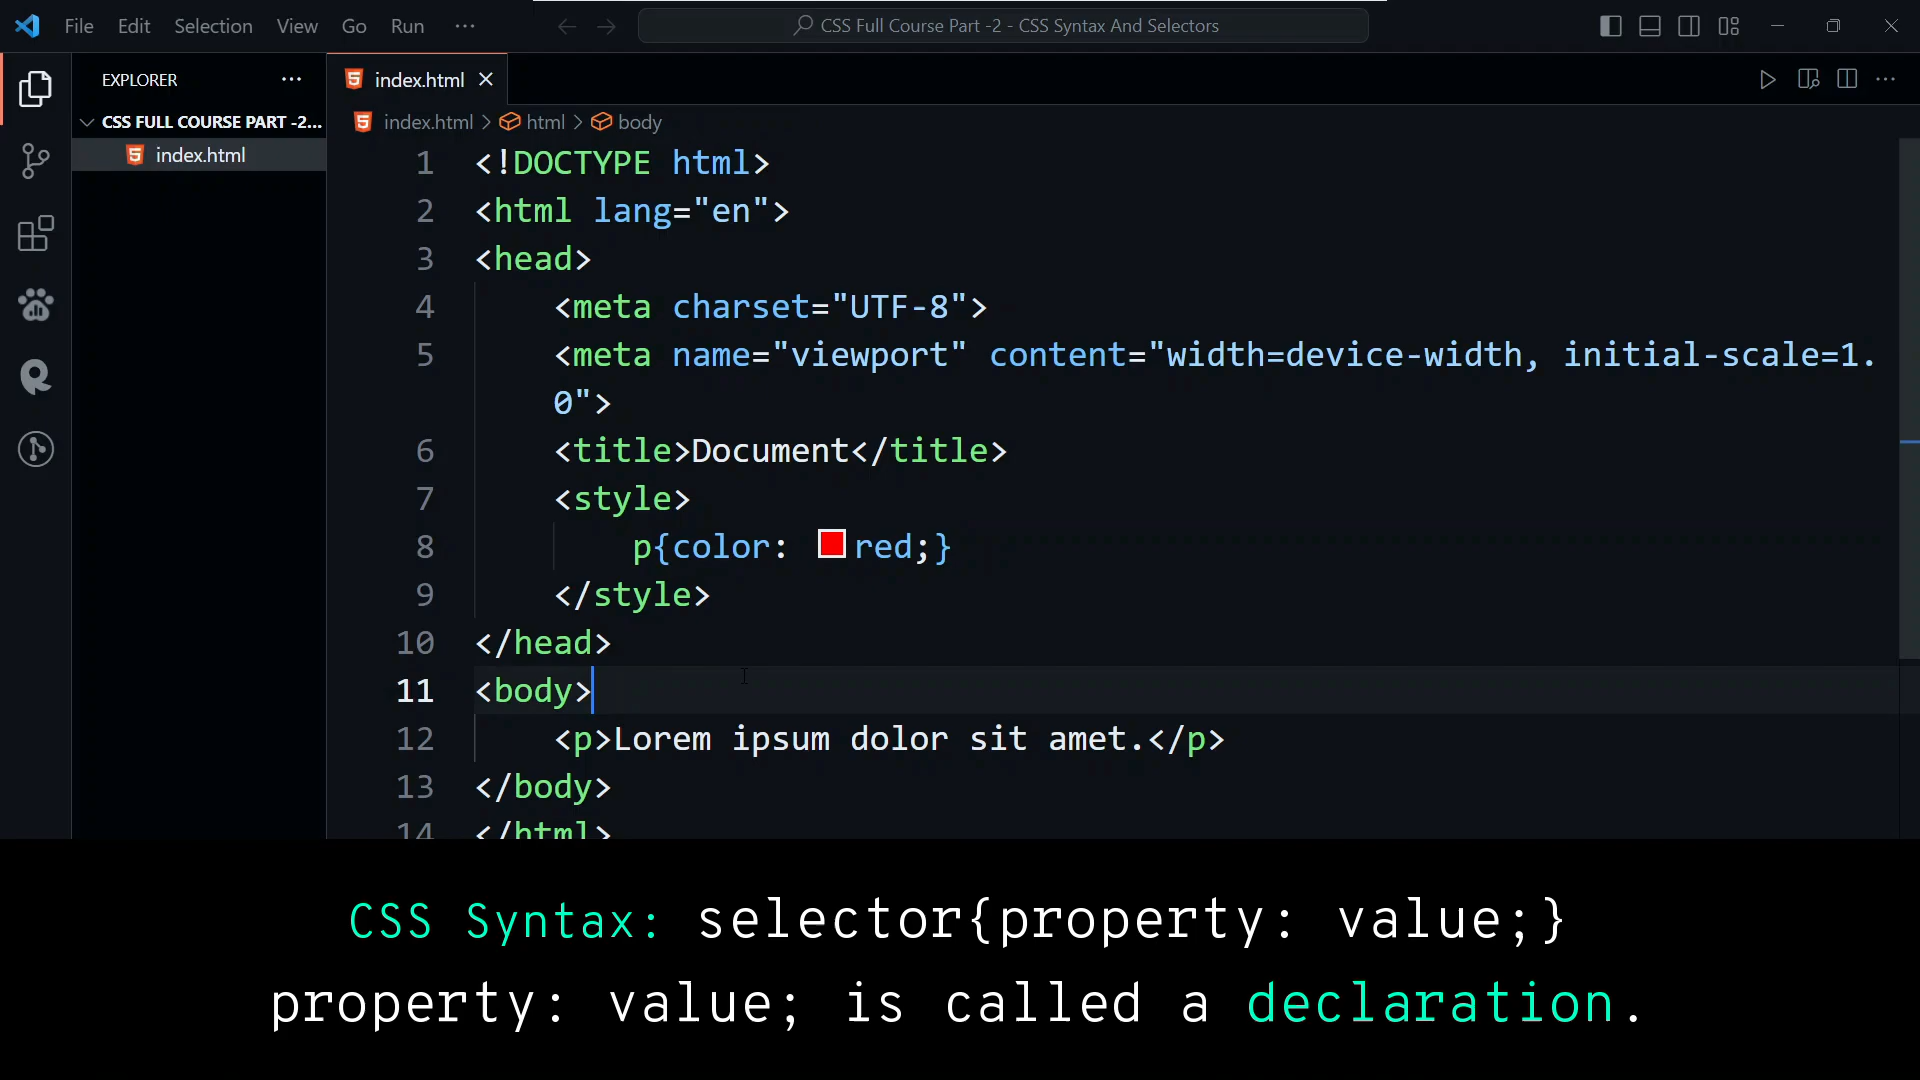 File Edit Selection View Go Run ···
CSS Full Course Part -2 - CSS Syntax And Selectors
EXPLORER
CSS FULL COURSE PART -2...
index.html
index.html
index.html > html > body
1 <!DOCTYPE html>
2 <html lang="en">
3 <head>
4 <meta charset="UTF-8">
5 <meta name="viewport" content="width=device-width, initial-scale=1.
0">
6 <title>Document</title>
7 <style>
8 p{color: red;}
9 </style>
10 </head>
11 <body>
12 <p>Lorem ipsum dolor sit amet.</p>
13 </body>
14 </html>
CSS Syntax: selector{property: value;}
property: value; is called a declaration.